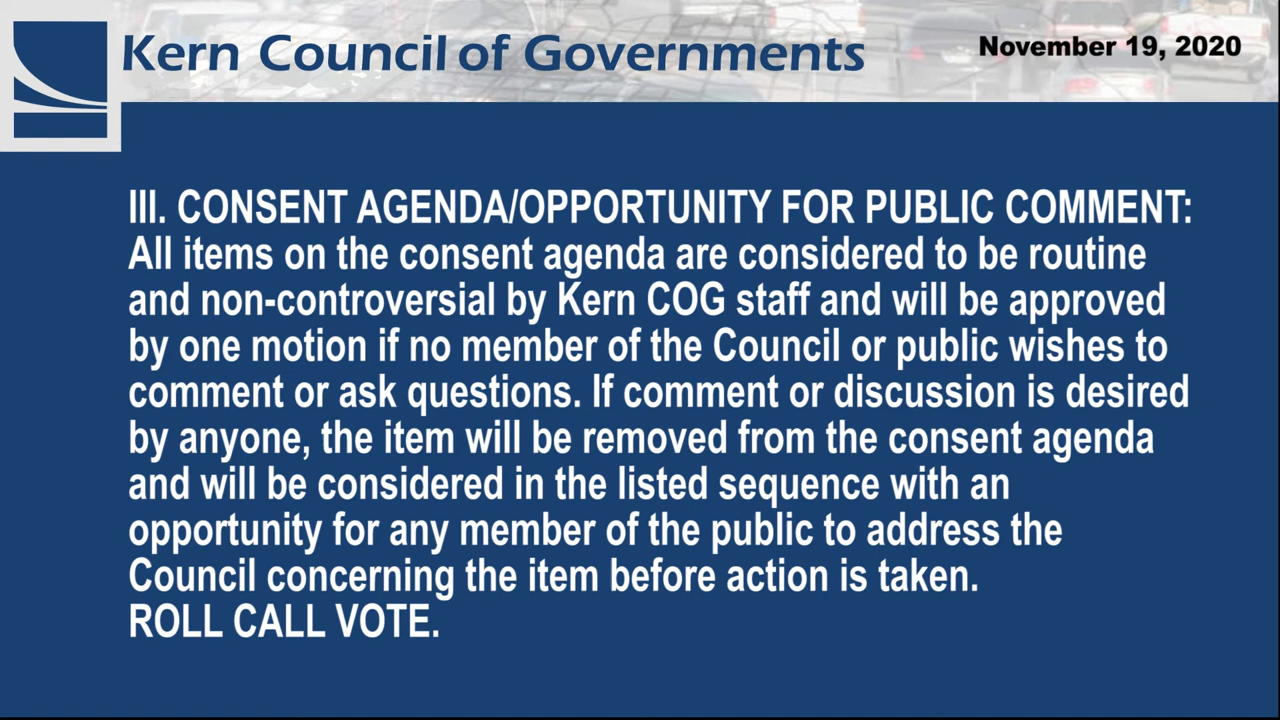 Kern Council of Governments
November 19, 2020
III. CONSENT AGENDA/OPPORTUNITY FOR PUBLIC COMMENT:
All items on the consent agenda are considered to be routine
and non-controversial by Kern COG staff and will be approved
by one motion if no member of the Council or public wishes to
comment or ask questions. If comment or discussion is desired
by anyone, the item will be removed from the consent agenda
and will be considered in the listed sequence with an
opportunity for any member of the public to address the
Council concerning the item before action is taken.
ROLL CALL VOTE.